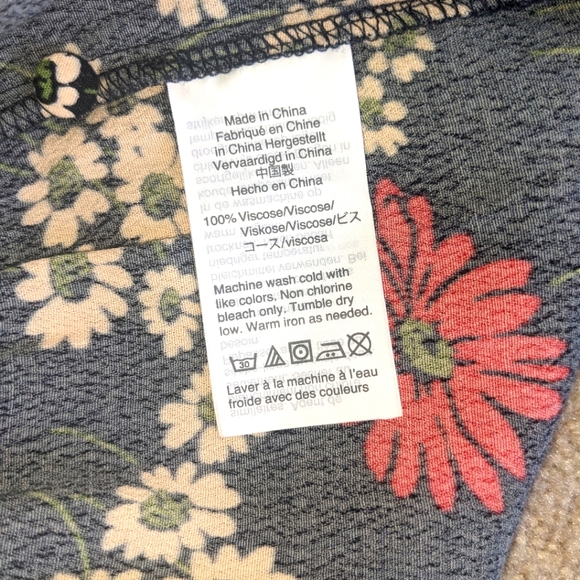 Made in China
Fabriqué en Chine
In China Hergestellt
Vervaardigd in China
中国製
Hecho en China
100% Viscose/Viscose/
Viskose/Viscose/ビス
コース/viscosa
Machine wash cold with
like colors. Non chlorine
bleach only. Tumble dry
low. Warm iron as needed.
30
Laver à la machine à l'eau
froide avec des couleurs